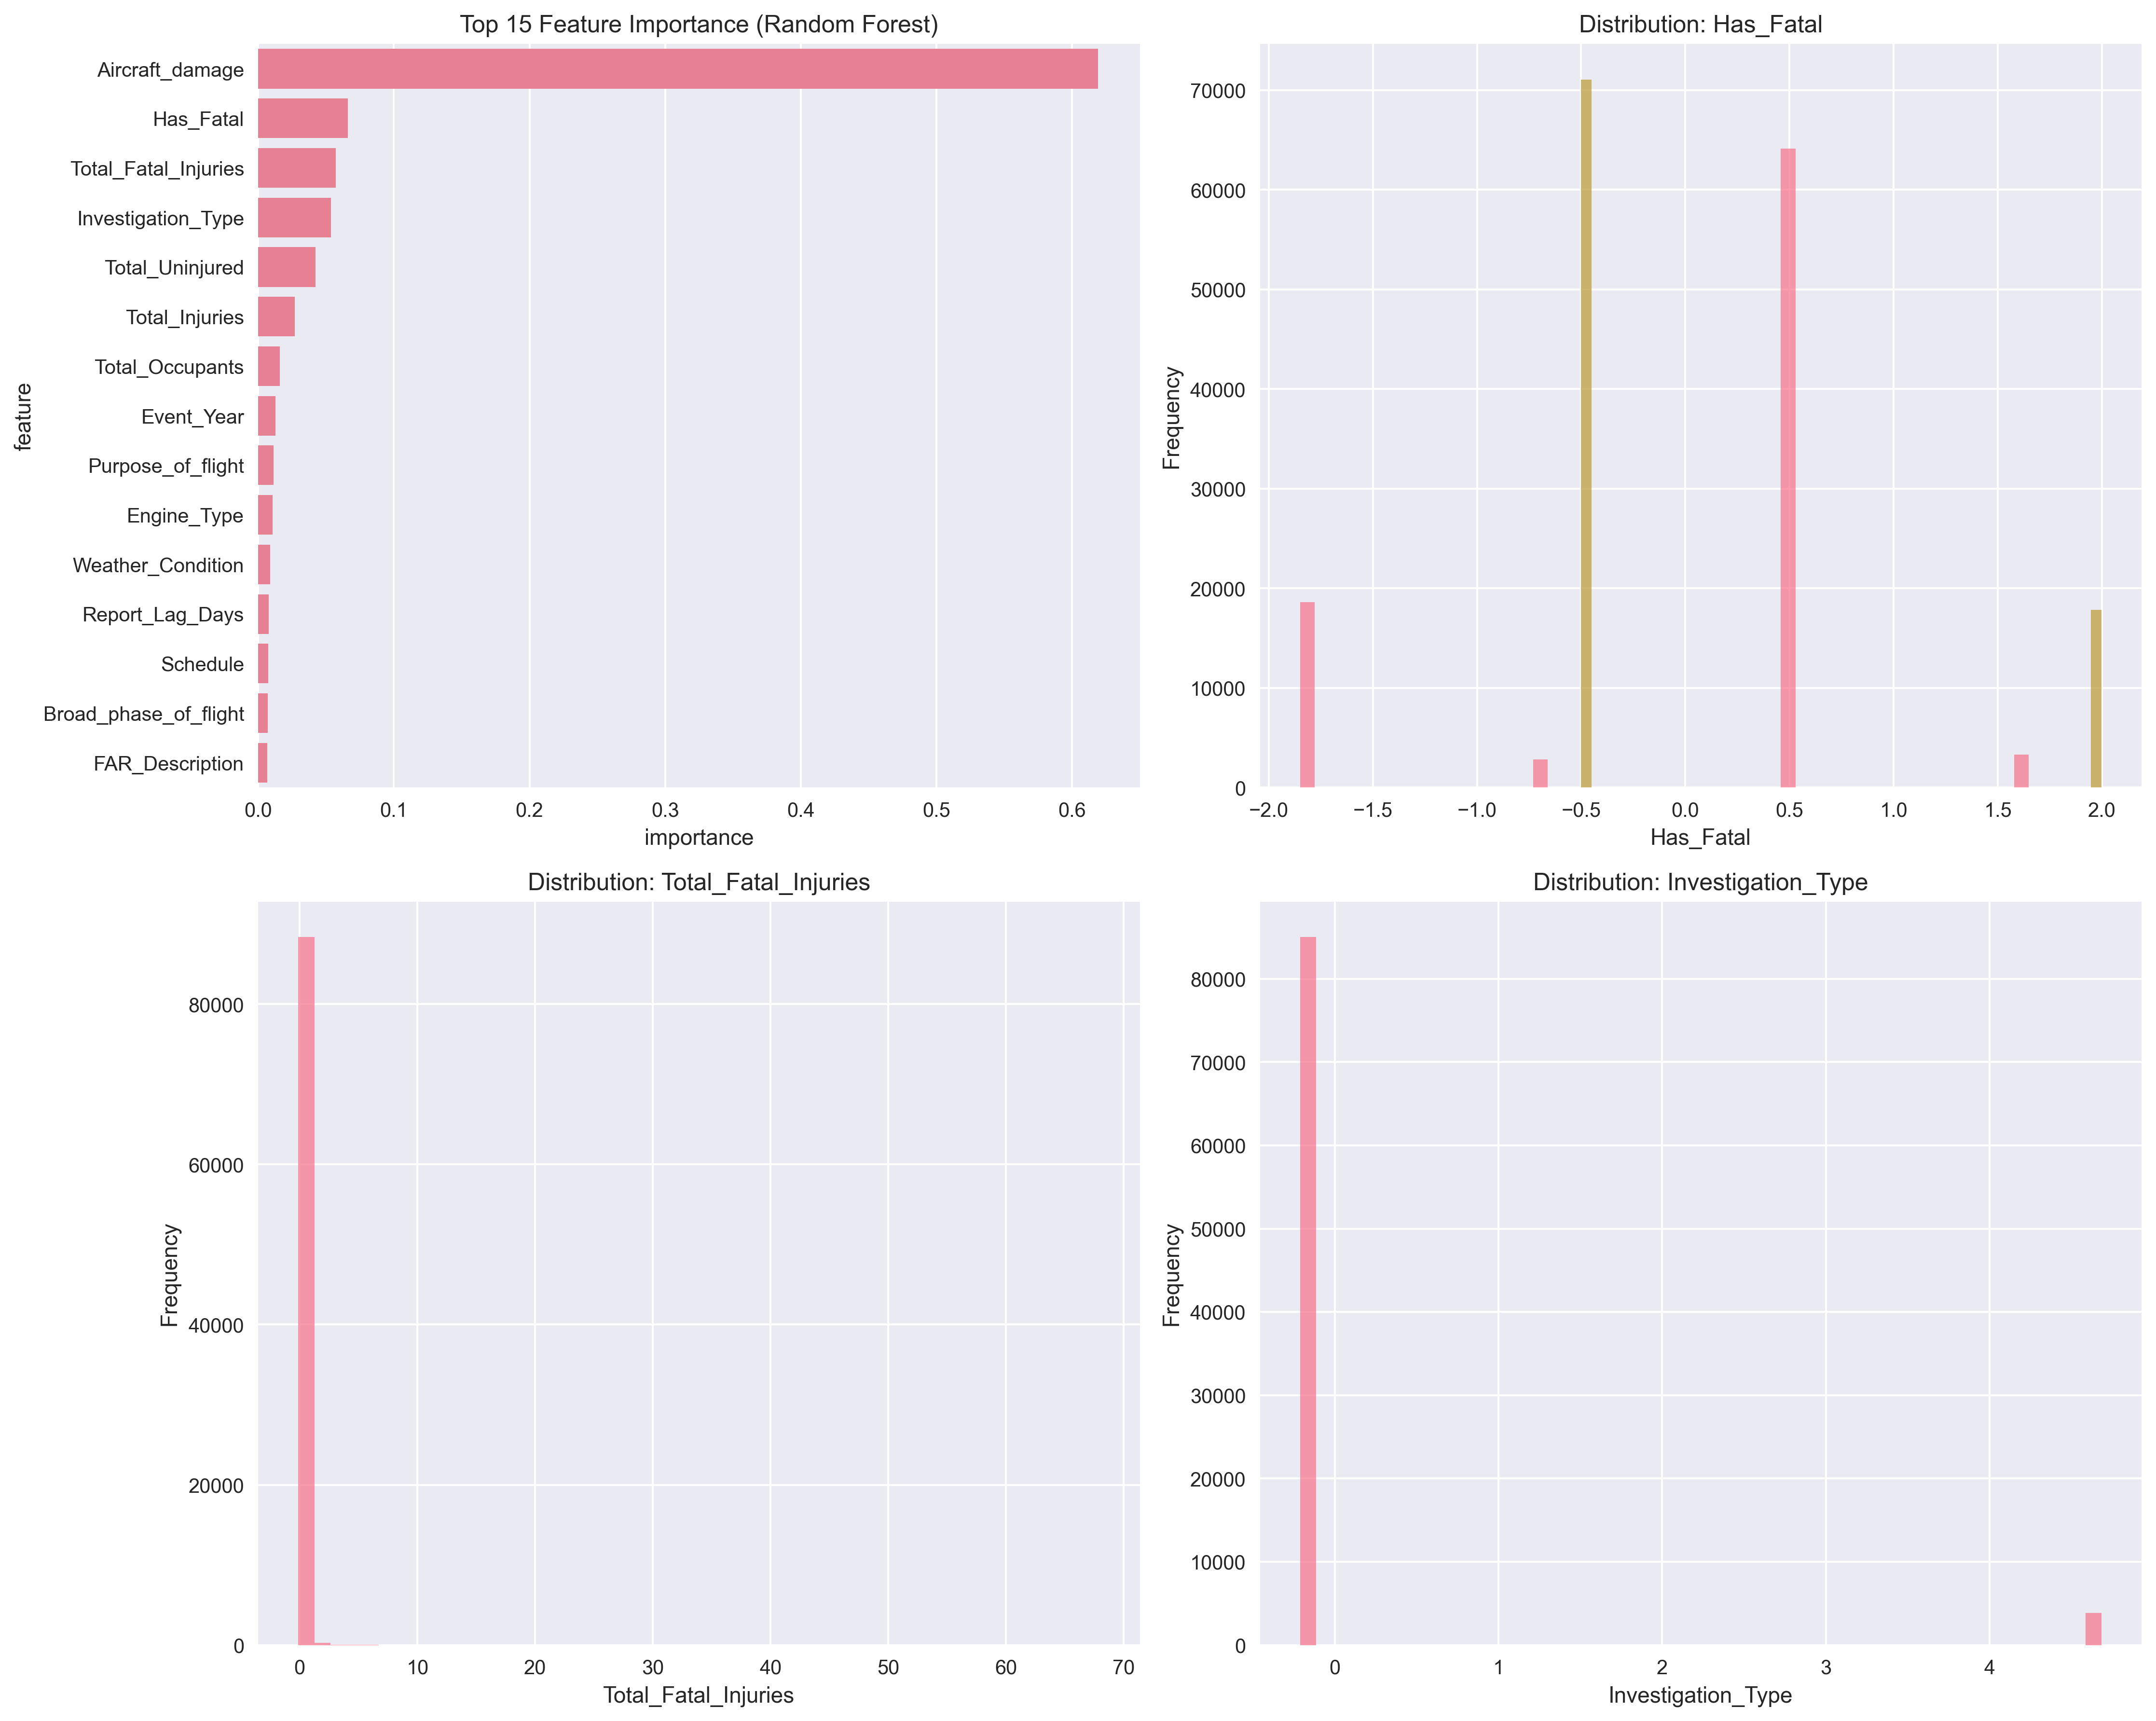 Top 15 Feature Importance (Random Forest)
Aircraft_damage
Has_Fatal
Total_Fatal_Injuries
Investigation_Type
Total_Uninjured
Total_Injuries
Total_Occupants
Event_Year
Purpose_of_flight
Engine_Type
Weather_Condition
Report_Lag_Days
Schedule
Broad_phase_of_flight
FAR_Description
feature
0.0 0.1 0.2 0.3 0.4 0.5 0.6
importance
Distribution: Has_Fatal
70000
60000
50000
40000
30000
20000
10000
0
Frequency
−2.0 −1.5 −1.0 −0.5 0.0 0.5 1.0 1.5 2.0
Has_Fatal
Distribution: Total_Fatal_Injuries
80000
60000
40000
20000
0
Frequency
0 10 20 30 40 50 60 70
Total_Fatal_Injuries
Distribution: Investigation_Type
80000
70000
60000
50000
40000
30000
20000
10000
0
Frequency
0 1 2 3 4
Investigation_Type